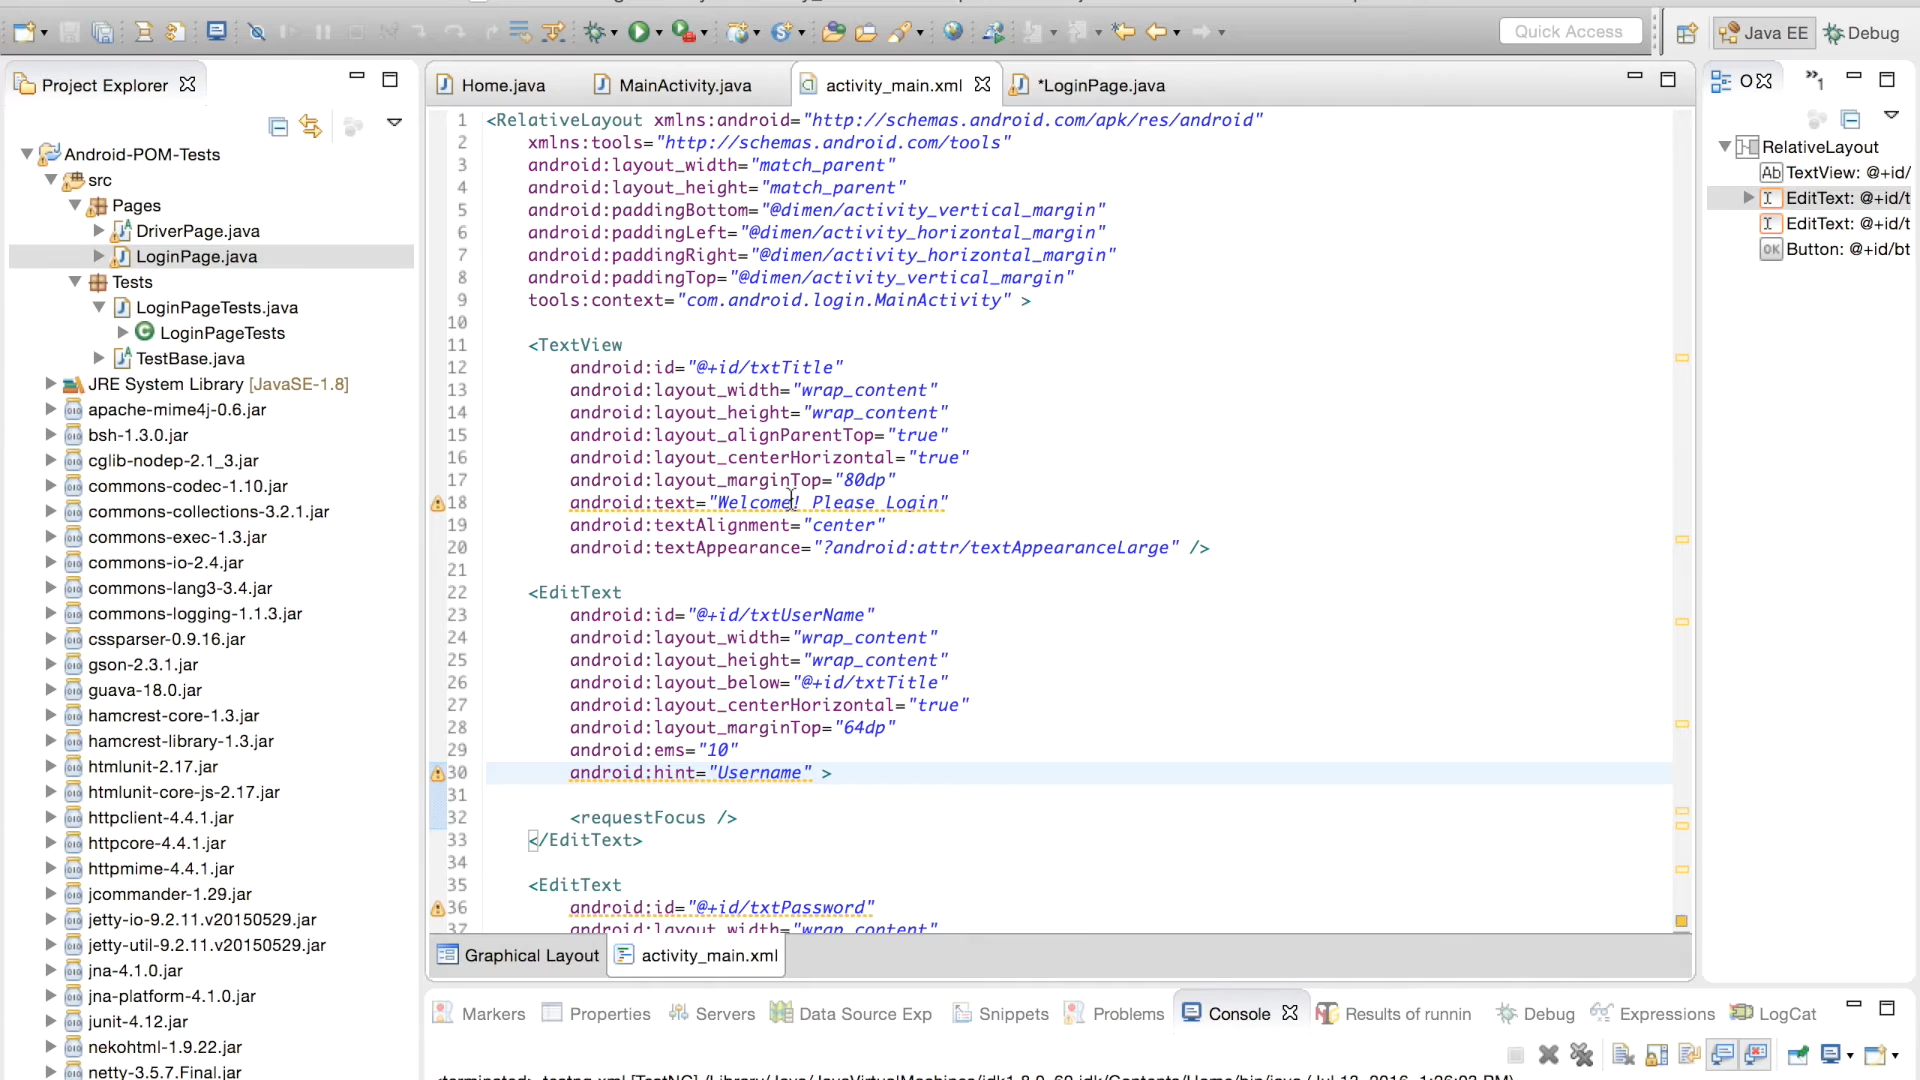 Quick Access
Java EE
Debug
Project Explorer
Home.java
MainActivity.java
activity_main.xml
*LoginPage.java
O
»1
Android-POM-Tests
src
Pages
DriverPage.java
LoginPage.java
Tests
LoginPageTests.java
LoginPageTests
TestBase.java
JRE System Library [JavaSE-1.8]
apache-mime4j-0.6.jar
bsh-1.3.0.jar
cglib-nodep-2.1_3.jar
commons-codec-1.10.jar
commons-collections-3.2.1.jar
commons-exec-1.3.jar
commons-io-2.4.jar
commons-lang3-3.4.jar
commons-logging-1.1.3.jar
cssparser-0.9.16.jar
gson-2.3.1.jar
guava-18.0.jar
hamcrest-core-1.3.jar
hamcrest-library-1.3.jar
htmlunit-2.17.jar
htmlunit-core-js-2.17.jar
httpclient-4.4.1.jar
httpcore-4.4.1.jar
httpmime-4.4.1.jar
jcommander-1.29.jar
jetty-io-9.2.11.v20150529.jar
jetty-util-9.2.11.v20150529.jar
jna-4.1.0.jar
jna-platform-4.1.0.jar
junit-4.12.jar
nekohtml-1.9.22.jar
netty-3.5.7.Final.jar
1 <RelativeLayout xmlns:android="http://schemas.android.com/apk/res/android"
2 xmlns:tools="http://schemas.android.com/tools"
3 android:layout_width="match_parent"
4 android:layout_height="match_parent"
5 android:paddingBottom="@dimen/activity_vertical_margin"
6 android:paddingLeft="@dimen/activity_horizontal_margin"
7 android:paddingRight="@dimen/activity_horizontal_margin"
8 android:paddingTop="@dimen/activity_vertical_margin"
9 tools:context="com.android.login.MainActivity" >
10
11 <TextView
12 android:id="@+id/txtTitle"
13 android:layout_width="wrap_content"
14 android:layout_height="wrap_content"
15 android:layout_alignParentTop="true"
16 android:layout_centerHorizontal="true"
17 android:layout_marginTop="80dp"
18 android:text="Welcome! Please Login"
19 android:textAlignment="center"
20 android:textAppearance="?android:attr/textAppearanceLarge" />
21
22 <EditText
23 android:id="@+id/txtUserName"
24 android:layout_width="wrap_content"
25 android:layout_height="wrap_content"
26 android:layout_below="@+id/txtTitle"
27 android:layout_centerHorizontal="true"
28 android:layout_marginTop="64dp"
29 android:ems="10"
30 android:hint="Username" >
31
32 <requestFocus />
33 </EditText>
34
35 <EditText
36 android:id="@+id/txtPassword"
37 android:layout_width="wrap_content"
Graphical Layout
activity_main.xml
RelativeLayout
Ab TextView: @+id/
EditText: @+id/t
EditText: @+id/t
OK Button: @+id/bt
Markers
Properties
Servers
Data Source Exp
Snippets
Problems
Console
Results of runnin
Debug
Expressions
LogCat